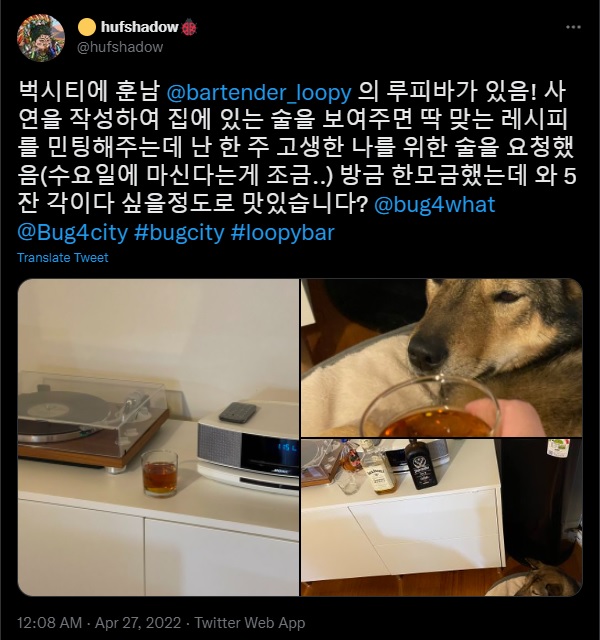 hufshadow
@hufshadow
벅시티에 훈남 @bartender_loopy 의 루피바가 있음! 사
연을 작성하여 집에 있는 술을 보여주면 딱 맞는 레시피
를 민팅해주는데 난 한 주 고생한 나를 위한 술을 요청했
음(수요일에 마신다는게 조금..) 방금 한모금했는데 와 5
잔 각이다 싶을정도로 맛있습니다? @bug4what
@Bug4city #bugcity #loopybar
Translate Tweet
BOSE
12:08 AM · Apr 27, 2022 · Twitter Web App